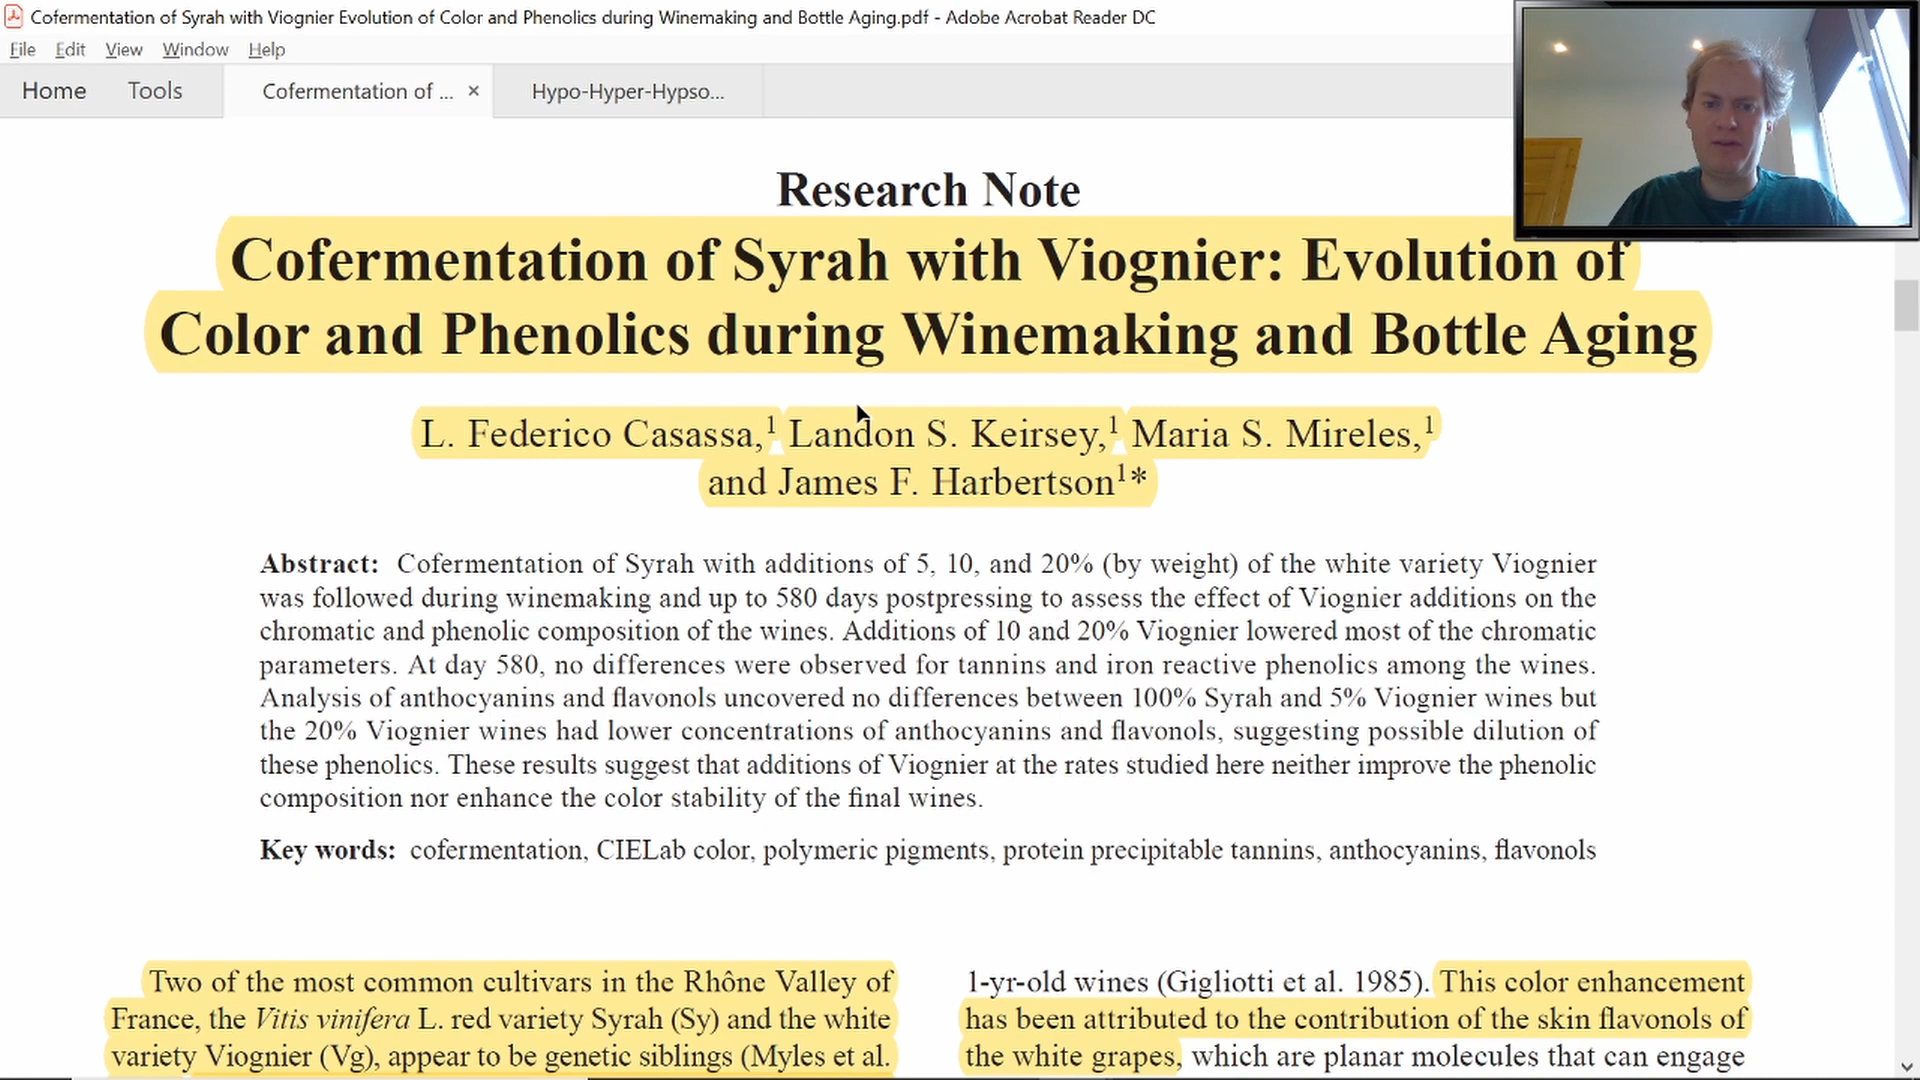 Cofermentation of Syrah with Viognier Evolution of Color and Phenolics during Winemaking and Bottle Aging.pdf - Adobe Acrobat Reader DC
File Edit View Window Help
Home Tools Cofermentation of ... × Hypo-Hyper-Hypso...
Research Note
Cofermentation of Syrah with Viognier: Evolution of
Color and Phenolics during Winemaking and Bottle Aging
L. Federico Casassa,¹ Landon S. Keirsey,¹ Maria S. Mireles,¹
and James F. Harbertson¹*
Abstract: Cofermentation of Syrah with additions of 5, 10, and 20% (by weight) of the white variety Viognier
was followed during winemaking and up to 580 days postpressing to assess the effect of Viognier additions on the
chromatic and phenolic composition of the wines. Additions of 10 and 20% Viognier lowered most of the chromatic
parameters. At day 580, no differences were observed for tannins and iron reactive phenolics among the wines.
Analysis of anthocyanins and flavonols uncovered no differences between 100% Syrah and 5% Viognier wines but
the 20% Viognier wines had lower concentrations of anthocyanins and flavonols, suggesting possible dilution of
these phenolics. These results suggest that additions of Viognier at the rates studied here neither improve the phenolic
composition nor enhance the color stability of the final wines.
Key words: cofermentation, CIELab color, polymeric pigments, protein precipitable tannins, anthocyanins, flavonols
Two of the most common cultivars in the Rhône Valley of
France, the Vitis vinifera L. red variety Syrah (Sy) and the white
variety Viognier (Vg), appear to be genetic siblings (Myles et al.
1-yr-old wines (Gigliotti et al. 1985). This color enhancement
has been attributed to the contribution of the skin flavonols of
the white grapes, which are planar molecules that can engage